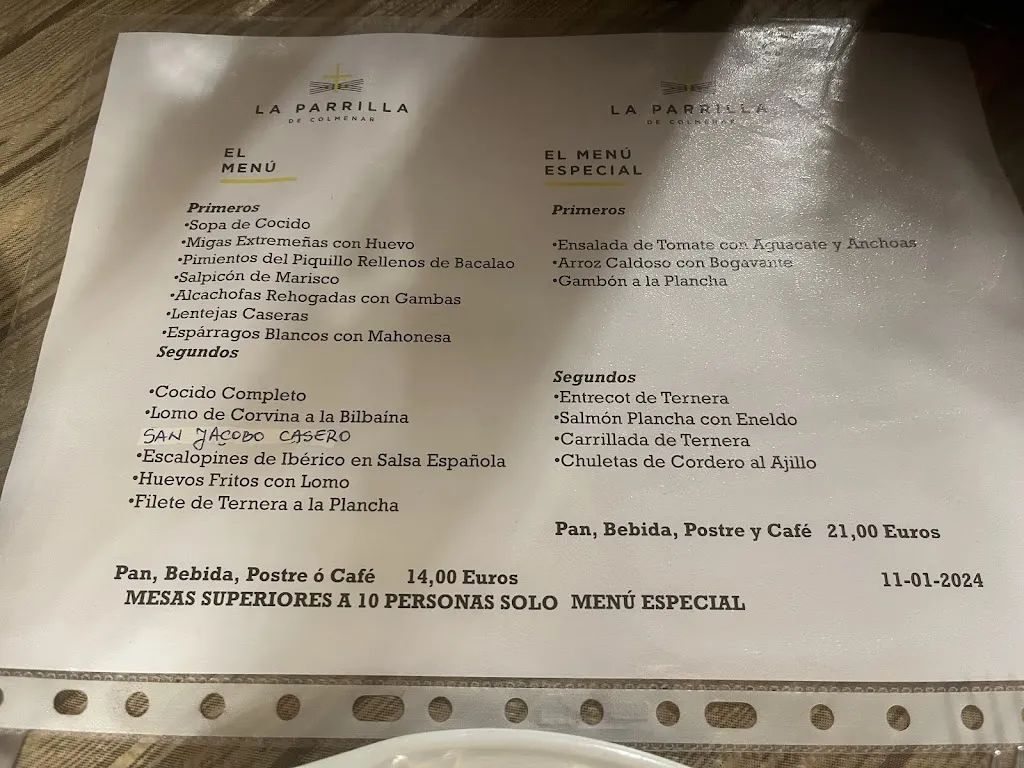 LA PARRILLA
DE COLMENAR
EL
MENÚ
Primeros
•Sopa de Cocido
•Migas Extremeñas con Huevo
•Pimientos del Piquillo Rellenos de Bacalao
•Salpicón de Marisco
•Alcachofas Rehogadas con Gambas
•Lentejas Caseras
•Espárragos Blancos con Mahonesa
Segundos
•Cocido Completo
•Lomo de Corvina a la Bilbaína
SAN JACOBO CASERO
•Escalopines de Ibérico en Salsa Española
•Huevos Fritos con Lomo
•Filete de Ternera a la Plancha
Pan, Bebida, Postre ó Café 14,00 Euros
LA PARRILLA
DE COLMENAR
EL MENÚ
ESPECIAL
Primeros
•Ensalada de Tomate con Aguacate y Anchoas
•Arroz Caldoso con Bogavante
•Gambón a la Plancha
Segundos
•Entrecot de Ternera
•Salmón Plancha con Eneldo
•Carrillada de Ternera
•Chuletas de Cordero al Ajillo
Pan, Bebida, Postre y Café 21,00 Euros
11-01-2024
MESAS SUPERIORES A 10 PERSONAS SOLO MENÚ ESPECIAL